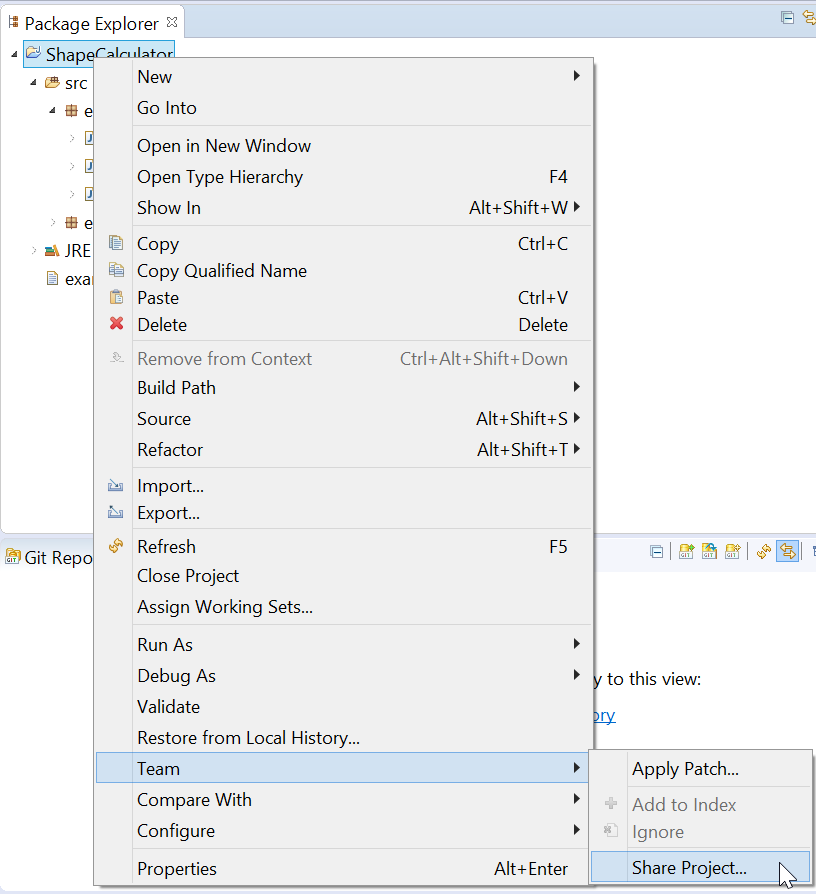 Package Explorer
ShapeCalculator
src
JRE
New
Go Into
Open in New Window
Open Type Hierarchy F4
Show In Alt+Shift+W
Copy Ctrl+C
Copy Qualified Name
Paste Ctrl+V
Delete Delete
Remove from Context Ctrl+Alt+Shift+Down
Build Path
Source Alt+Shift+S
Refactor Alt+Shift+T
Import...
Export...
Refresh F5
Close Project
Assign Working Sets...
Run As
Debug As
Validate
Restore from Local History...
Team
Compare With
Configure
Properties Alt+Enter
Git Repo
y to this view:
ory
Apply Patch...
Add to Index
Ignore
Share Project...